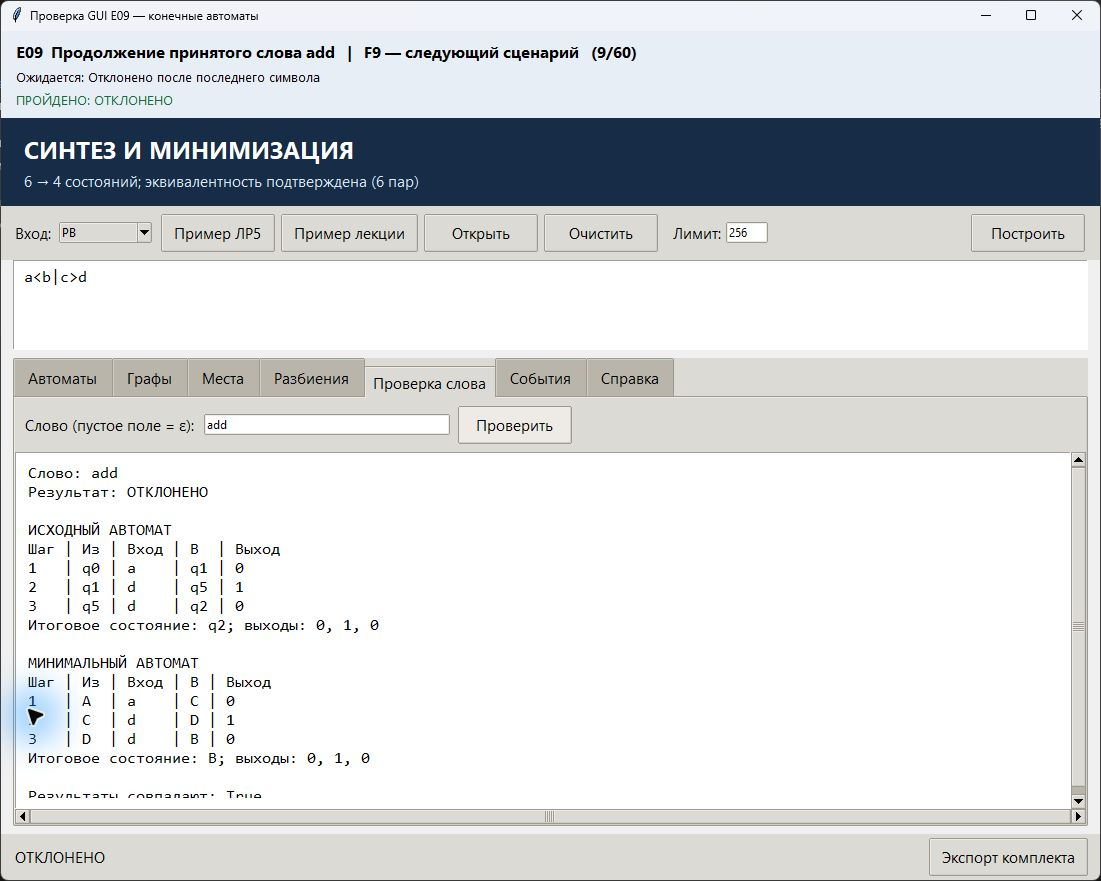 Проверка GUI E09 — конечные автоматы
E09 Продолжение принятого слова add | F9 — следующий сценарий (9/60)
Ожидается: Отклонено после последнего символа
ПРОЙДЕНО: ОТКЛОНЕНО
СИНТЕЗ И МИНИМИЗАЦИЯ
6 → 4 состояний; эквивалентность подтверждена (6 пар)
Вход: РВ Пример ЛР5 Пример лекции Открыть Очистить Лимит: 256 Построить
a<b|c>d
Автоматы Графы Места Разбиения Проверка слова События Справка
Слово (пустое поле = ε): add Проверить
Слово: add
Результат: ОТКЛОНЕНО
ИСХОДНЫЙ АВТОМАТ
Шаг | Из | Вход | В | Выход
1 | q0 | a | q1 | 0
2 | q1 | d | q5 | 1
3 | q5 | d | q2 | 0
Итоговое состояние: q2; выходы: 0, 1, 0
МИНИМАЛЬНЫЙ АВТОМАТ
Шаг | Из | Вход | В | Выход
1 | A | a | C | 0
| C | d | D | 1
3 | D | d | B | 0
Итоговое состояние: B; выходы: 0, 1, 0
Результаты совпадают: True
ОТКЛОНЕНО Экспорт комплекта